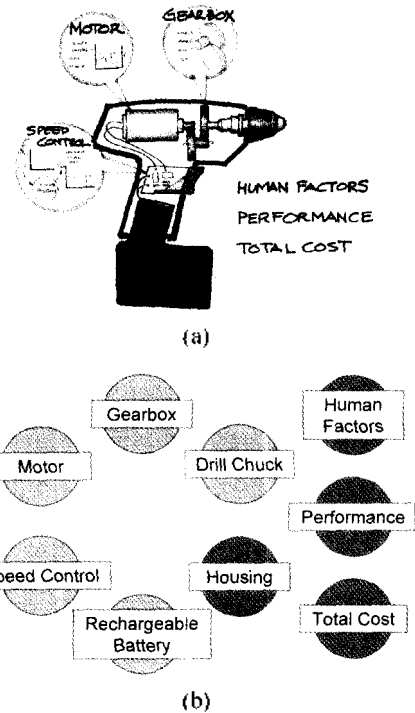 GEARBOX
MOTOR
SPEED
CONTROL
HUMAN FACTORS
PERFORMANCE
TOTAL COST
(a)
Gearbox
Human
Factors
Motor
Drill Chuck
Performance
peed Control
Housing
Rechargeable
Battery
Total Cost
(b)